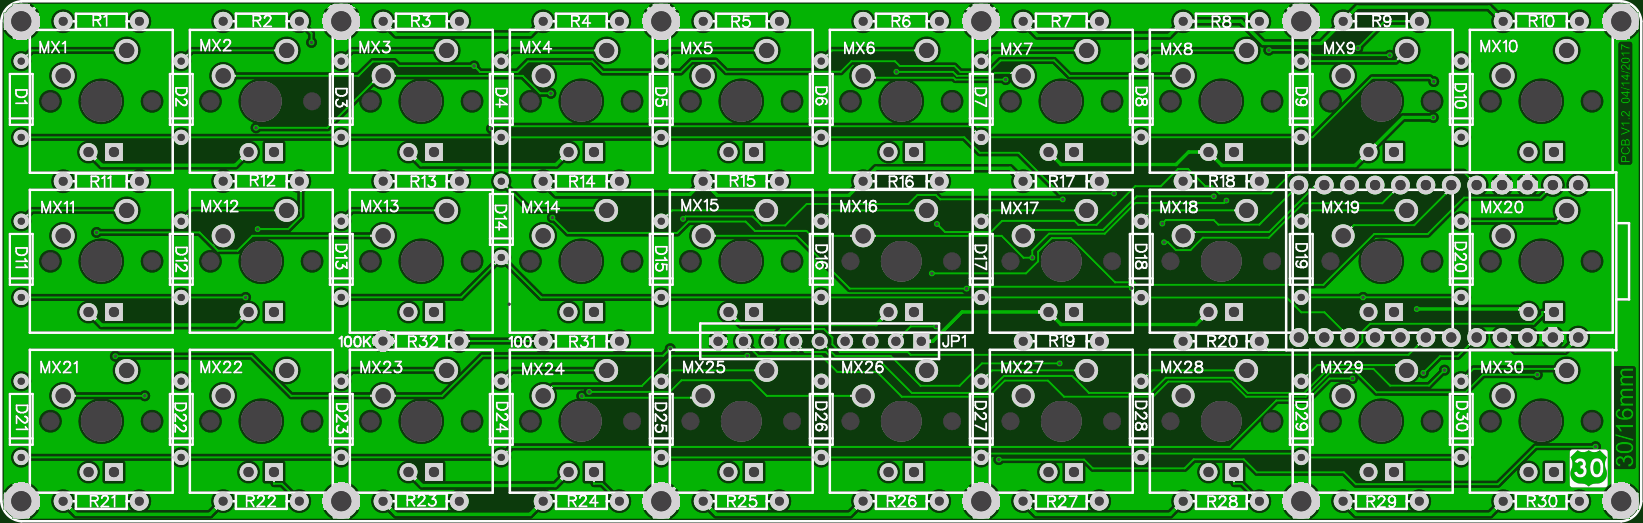 R1 R2 R3 R4 R5 R6 R7 R8 R9 R10
MX1 MX2 MX3 MX4 MX5 MX6 MX7 MX8 MX9 MX10
D1 D2 D3 D4 D5 D6 D7 D8 D9 D10
PCB V1.2 04/14/2017
R11 R12 R13 R14 R15 R16 R17 R18
MX11 MX12 MX13 D14 MX14 MX15 MX16 MX17 MX18 MX19 MX20
D11 D12 D13 D15 D16 D17 D18 D19 D20
100K R32 100 R31 JP1 R19 R20
MX21 MX22 MX23 MX24 MX25 MX26 MX27 MX28 MX29 MX30
D21 D22 D23 D24 D25 D26 D27 D28 D29 D30
30/16mm
30
R21 R22 R23 R24 R25 R26 R27 R28 R29 R30